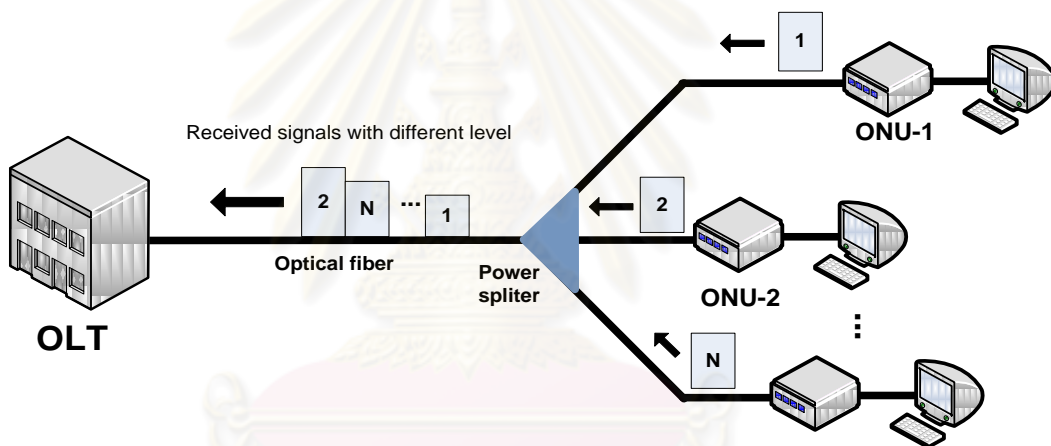 1
ONU-1
Received signals with different level
2 N ... 1
2
Optical fiber
Power
spliter
ONU-2
OLT
N